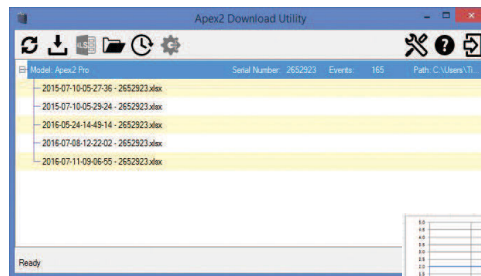 Apex2 Download Utility
Model: Apex2 Pro Serial Number: 2652923 Events: 165 Path: C:\Users\Ti...
2015-07-10-05-27-36 - 2652923.xlsx
2015-07-10-05-29-24 - 2652923.xlsx
2016-05-24-14-49-14 - 2652923.xlsx
2016-07-08-12-22-02 - 2652923.xlsx
2016-07-11-09-06-55 - 2652923.xlsx
Ready